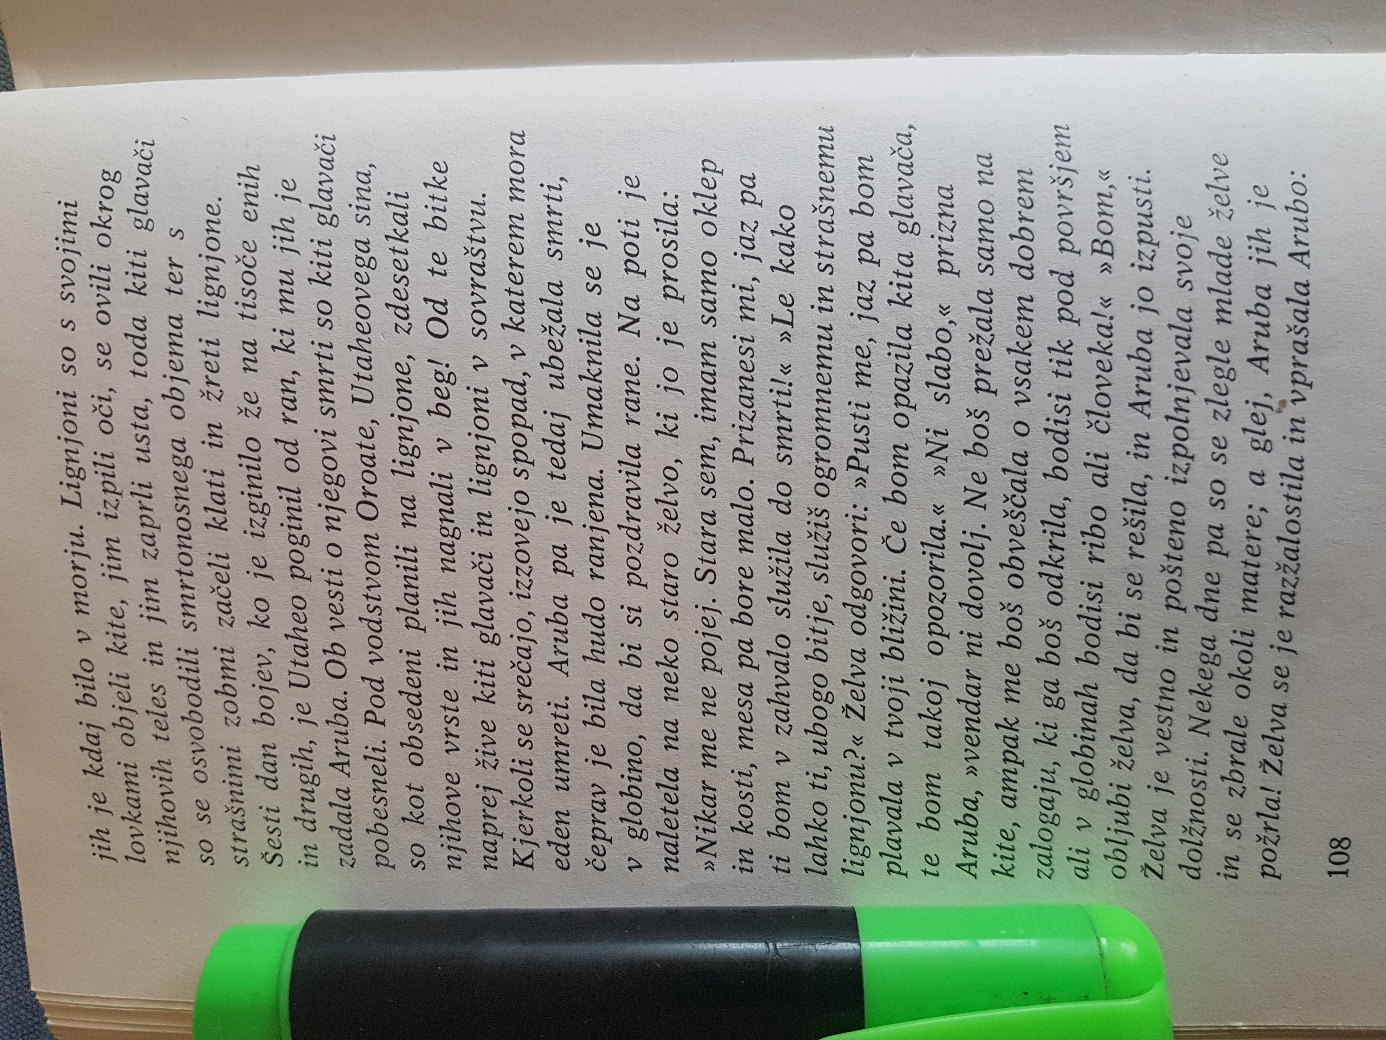 jih je kdaj bilo v morju. Lignjoni so s svojimi
lovkami objeli kite, jim izpili oči, se ovili okrog
njihovih teles in jim zaprli usta, toda kiti glavači
so se osvobodili smrtonosnega objema ter s
strašnimi zobmi začeli klati in žreti lignjone.
Šesti dan bojev, ko je izginilo že na tisoče enih
in drugih, je Utaheo poginil od ran, ki mu jih je
zadala Aruba. Ob vesti o njegovi smrti so kiti glavači
pobesneli. Pod vodstvom Oroate, Utaheovega sina,
so kot obsedeni planili na lignjone, zdesetkali
njihove vrste in jih nagnali v beg! Od te bitke
naprej žive kiti glavači in lignjoni v sovraštvu.
Kjerkoli se srečajo, izzovejo spopad, v katerem mora
eden umreti. Aruba pa je tedaj ubežala smrti,
čeprav je bila hudo ranjena. Umaknila se je
v globino, da bi si pozdravila rane. Na poti je
naletela na neko staro želvo, ki jo je prosila:
»Nikar me ne pojej. Stara sem, imam samo oklep
in kosti, mesa pa bore malo. Prizanesi mi, jaz pa
ti bom v zahvalo služila do smrti!« »Le kako
lahko ti, ubogo bitje, služiš ogromnemu in strašnemu
lignjonu?« Želva odgovori: »Pusti me, jaz pa bom
plavala v tvoji bližini. Če bom opazila kita glavača,
te bom takoj opozorila.« »Ni slabo,« prizna
Aruba, »vendar ni dovolj. Ne boš prežala samo na
kite, ampak me boš obveščala o vsakem dobrem
zalogaju, ki ga boš odkrila, bodisi tik pod površjem
ali v globinah bodisi ribo ali človeka!« »Bom,«
obljubi želva, da bi se rešila, in Aruba jo izpusti.
Želva je vestno in pošteno izpolnjevala svoje
dolžnosti. Nekega dne pa so se zlegle mlade želve
in se zbrale okoli matere; a glej, Aruba jih je
požrla! Želva se je razžalostila in vprašala Arubo:
108